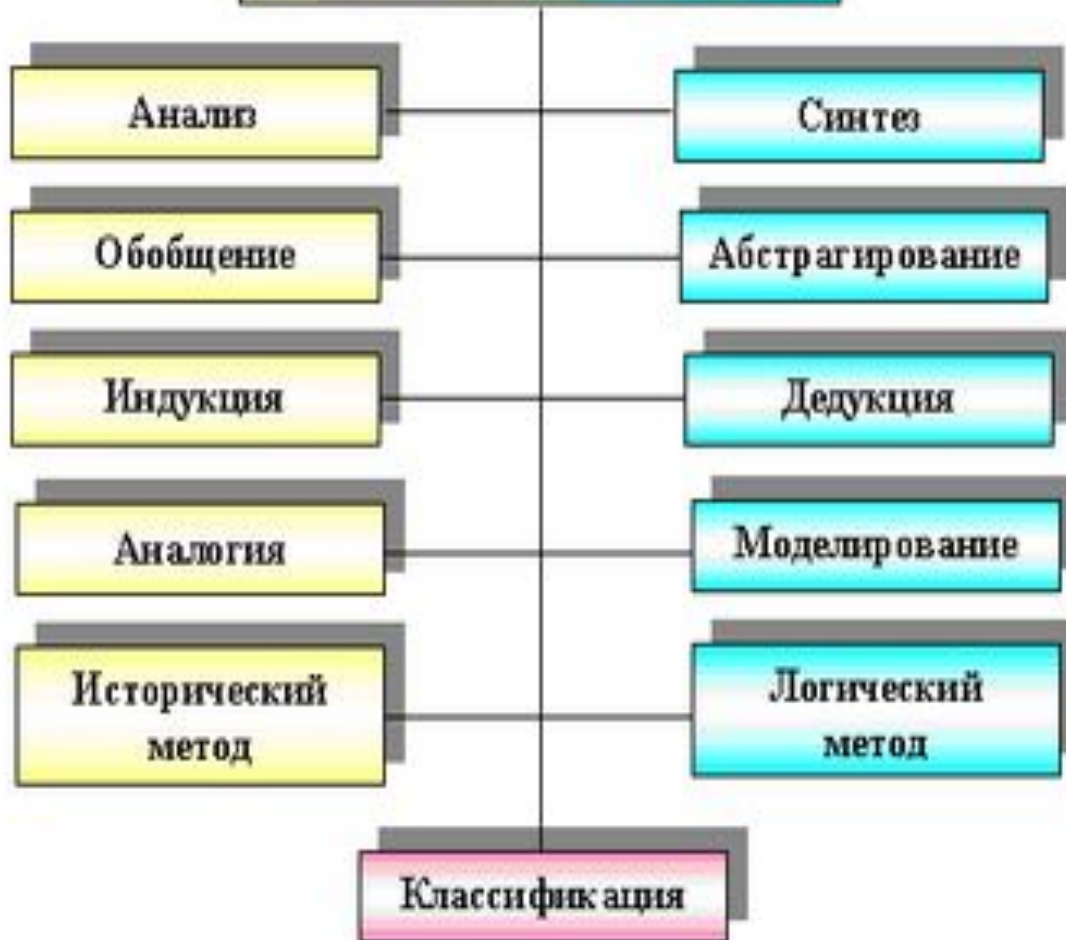 Анализ
Синтез
Обобщение
Абстрагирование
Индукция
Дедукция
Аналогия
Моделирование
Исторический
метод
Логический
метод
Классификация